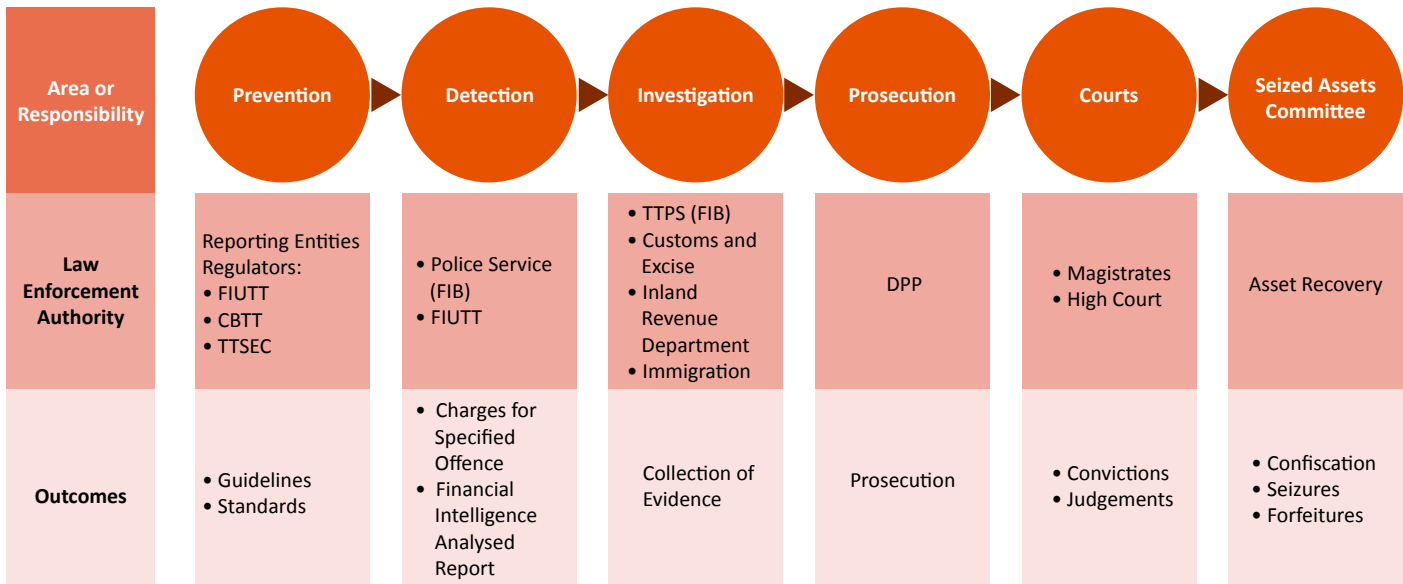 Area or
Responsibility
Prevention
Detection
Investigation
Prosecution
Courts
Seized Assets
Committee
Law
Enforcement
Authority
Reporting Entities
Regulators:
• FIUTT
• CBTT
• TTSEC
• Police Service
(FIB)
• FIUTT
• TTPS (FIB)
• Customs and
Excise
• Inland
Revenue
Department
• Immigration
DPP
• Magistrates
• High Court
Asset Recovery
Outcomes
• Guidelines
• Standards
• Charges for
Specified
Offence
• Financial
Intelligence
Analysed
Report
Collection of
Evidence
Prosecution
• Convictions
• Judgements
• Confiscation
• Seizures
• Forfeitures